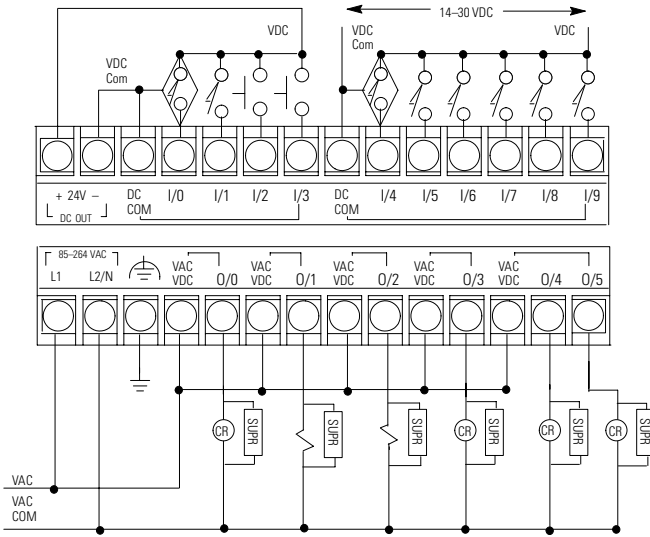 14–30 VDC
VDC
VDC
Com
VDC
VDC
Com
+ 24V –
DC OUT
DC
COM
I/0
I/1
I/2
I/3
DC
COM
I/4
I/5
I/6
I/7
I/8
I/9
85–264 VAC
L1
L2/N
VAC
VDC
O/0
VAC
VDC
O/1
VAC
VDC
O/2
VAC
VDC
O/3
VAC
VDC
O/4
O/5
CR
SUPR
SUPR
SUPR
CR
SUPR
CR
SUPR
CR
SUPR
VAC
VAC
COM